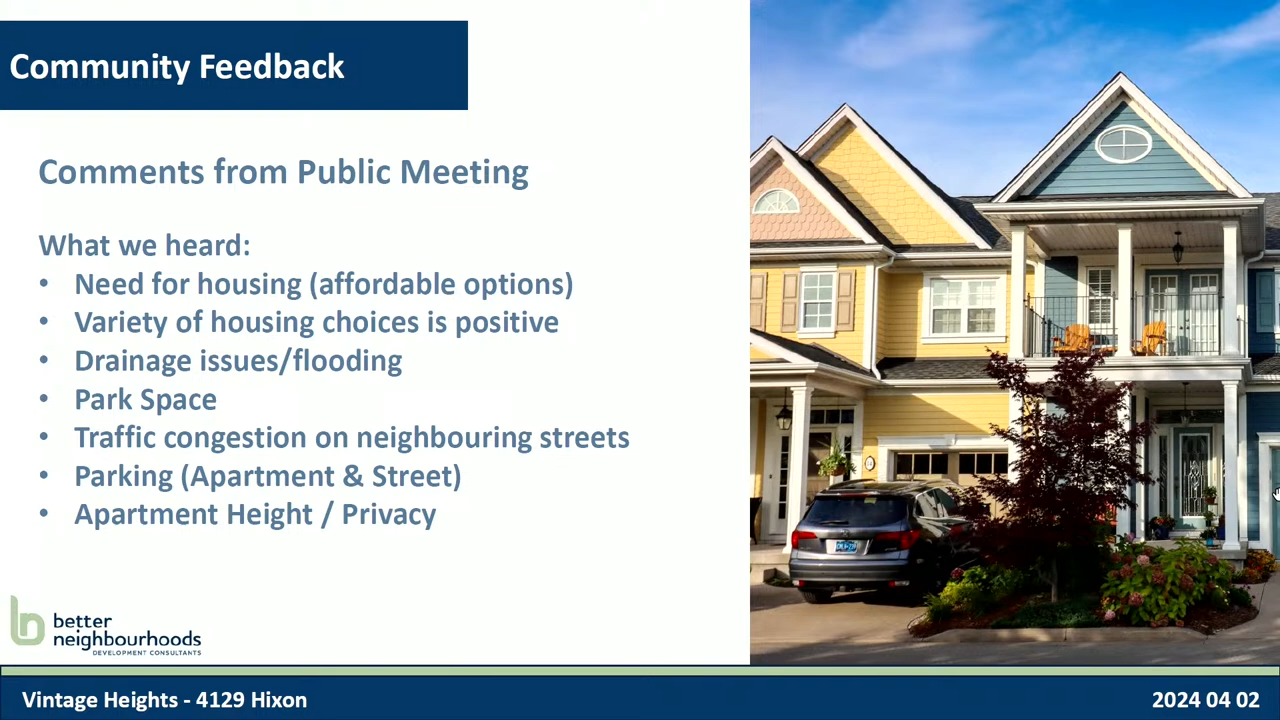 Community Feedback
Comments from Public Meeting
What we heard:
• Need for housing (affordable options)
• Variety of housing choices is positive
• Drainage issues/flooding
• Park Space
• Traffic congestion on neighbouring streets
• Parking (Apartment & Street)
• Apartment Height / Privacy
better
neighbourhoods
DEVELOPMENT CONSULTANTS
Vintage Heights - 4129 Hixon
2024 04 02